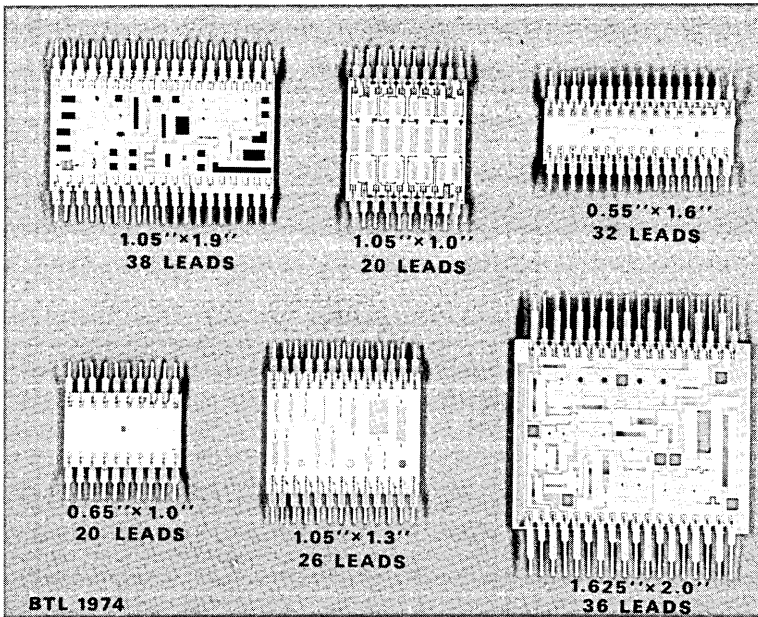 1.05"×1.9"
38 LEADS
1.05"×1.0"
20 LEADS
0.55"×1.6"
32 LEADS
0.65"×1.0"
20 LEADS
1.05"×1.3"
26 LEADS
1.625"×2.0"
36 LEADS
BTL 1974